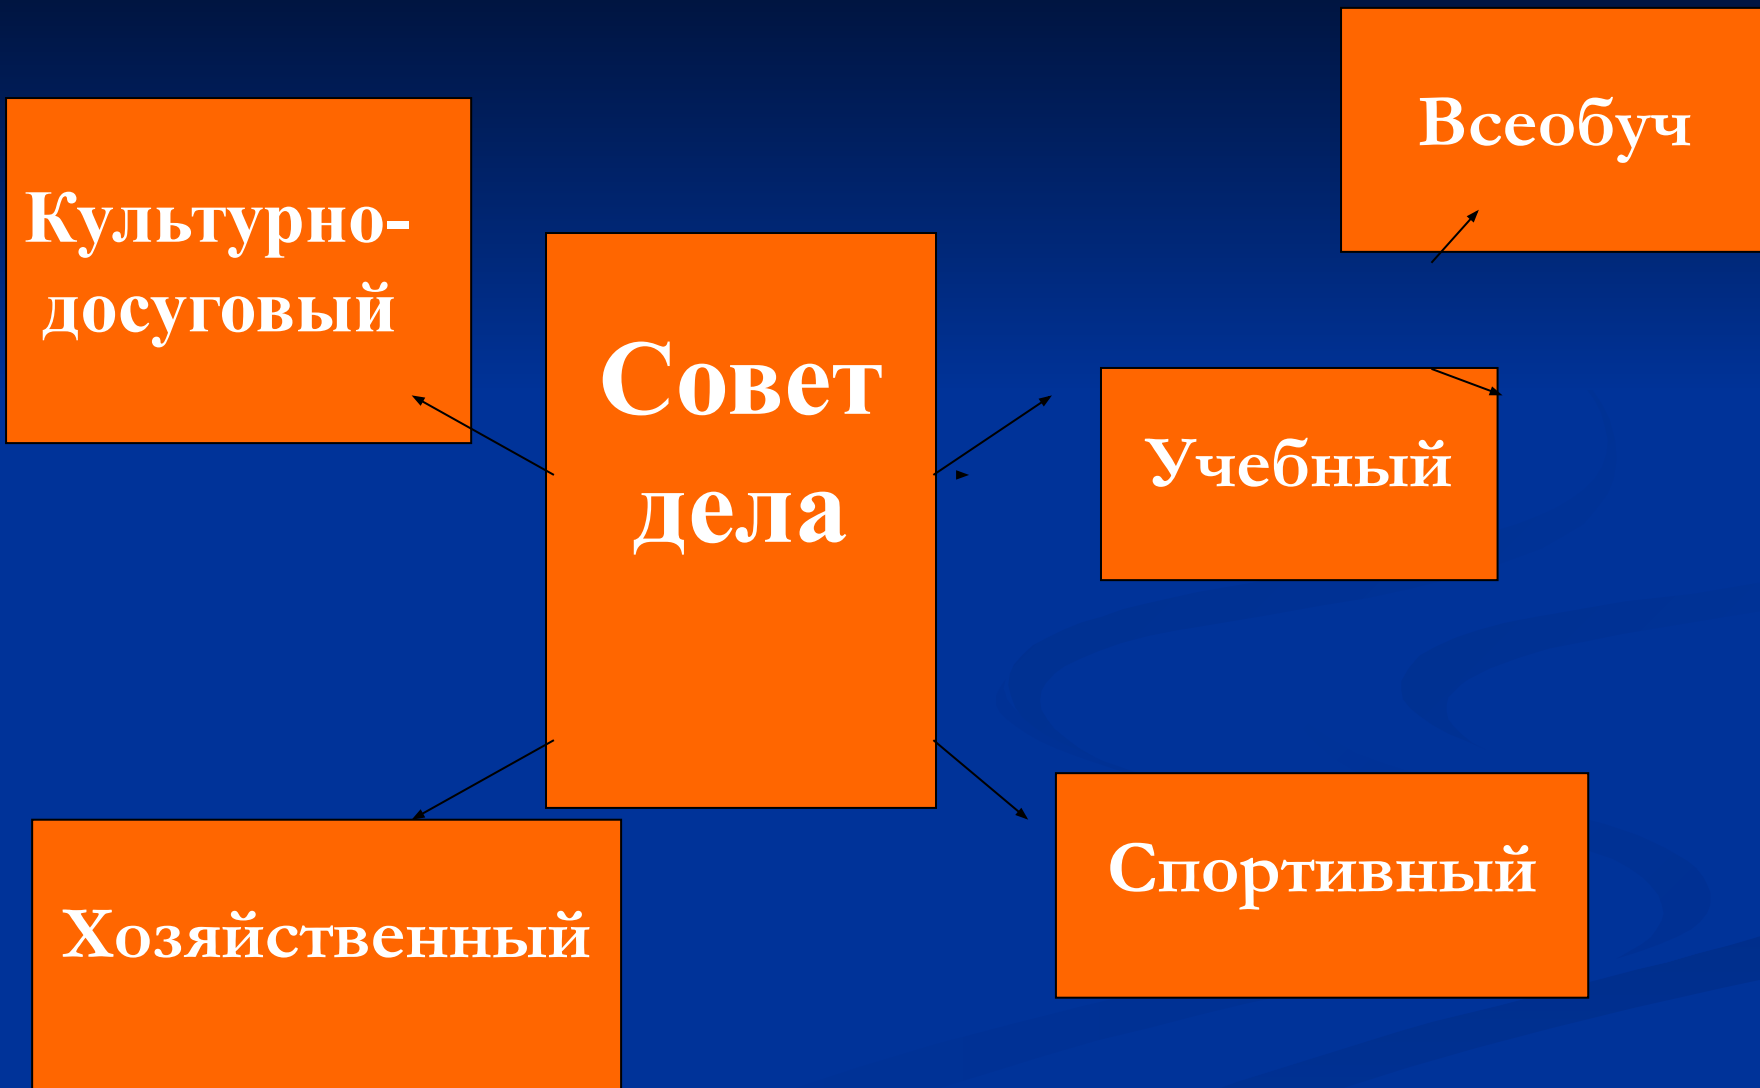 Всеобуч
Культурно-
досуговый
Совет
дела
Учебный
Спортивный
Хозяйственный